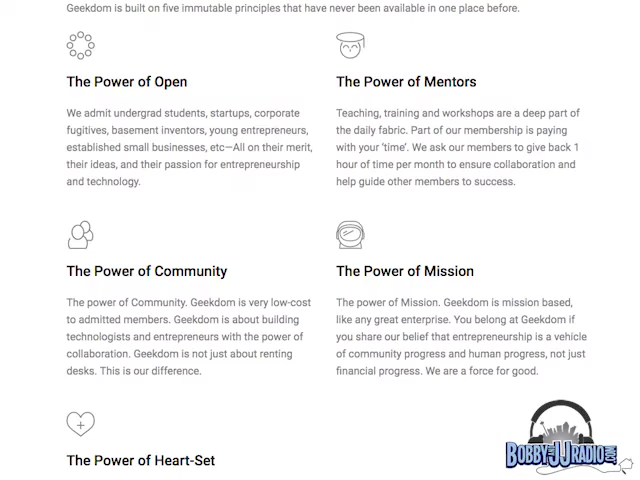 Geekdom is built on five immutable principles that have never been available in one place before.
The Power of Open
We admit undergrad students, startups, corporate
fugitives, basement inventors, young entrepreneurs,
established small businesses, etc—All on their merit,
their ideas, and their passion for entrepreneurship
and technology.
The Power of Mentors
Teaching, training and workshops are a deep part of
the daily fabric. Part of our membership is paying
with your ‘time’. We ask our members to give back 1
hour of time per month to ensure collaboration and
help guide other members to success.
The Power of Community
The power of Community. Geekdom is very low-cost
to admitted members. Geekdom is about building
technologists and entrepreneurs with the power of
collaboration. Geekdom is not just about renting
desks. This is our difference.
The Power of Mission
The power of Mission. Geekdom is mission based,
like any great enterprise. You belong at Geekdom if
you share our belief that entrepreneurship is a vehicle
of community progress and human progress, not just
financial progress. We are a force for good.
The Power of Heart-Set
BOBBY AND JJ RADIO.COM